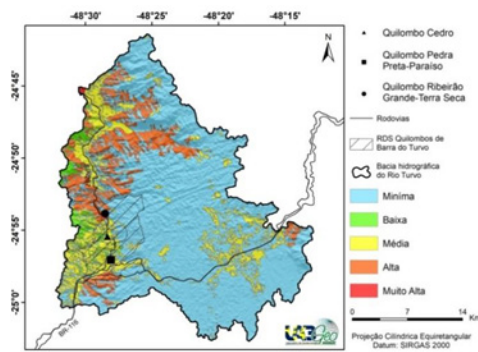 -48°30' -48°25' -48°20' -48°15'
-24°45'
-24°50'
-24°55'
-25°0'
N
BR-116
Quilombo Cedro
Quilombo Pedra
Preta-Paraíso
Quilombo Ribeirão
Grande-Terra Seca
Rodovias
RDS Quilombos de
Barra do Turvo
Bacia hidrográfica
do Rio Turvo
Mínima
Baixa
Média
Alta
Muito Alta
0 3,5 7 14
Km
Projeção Cilíndrica Equiretangular
Datum: SIRGAS 2000